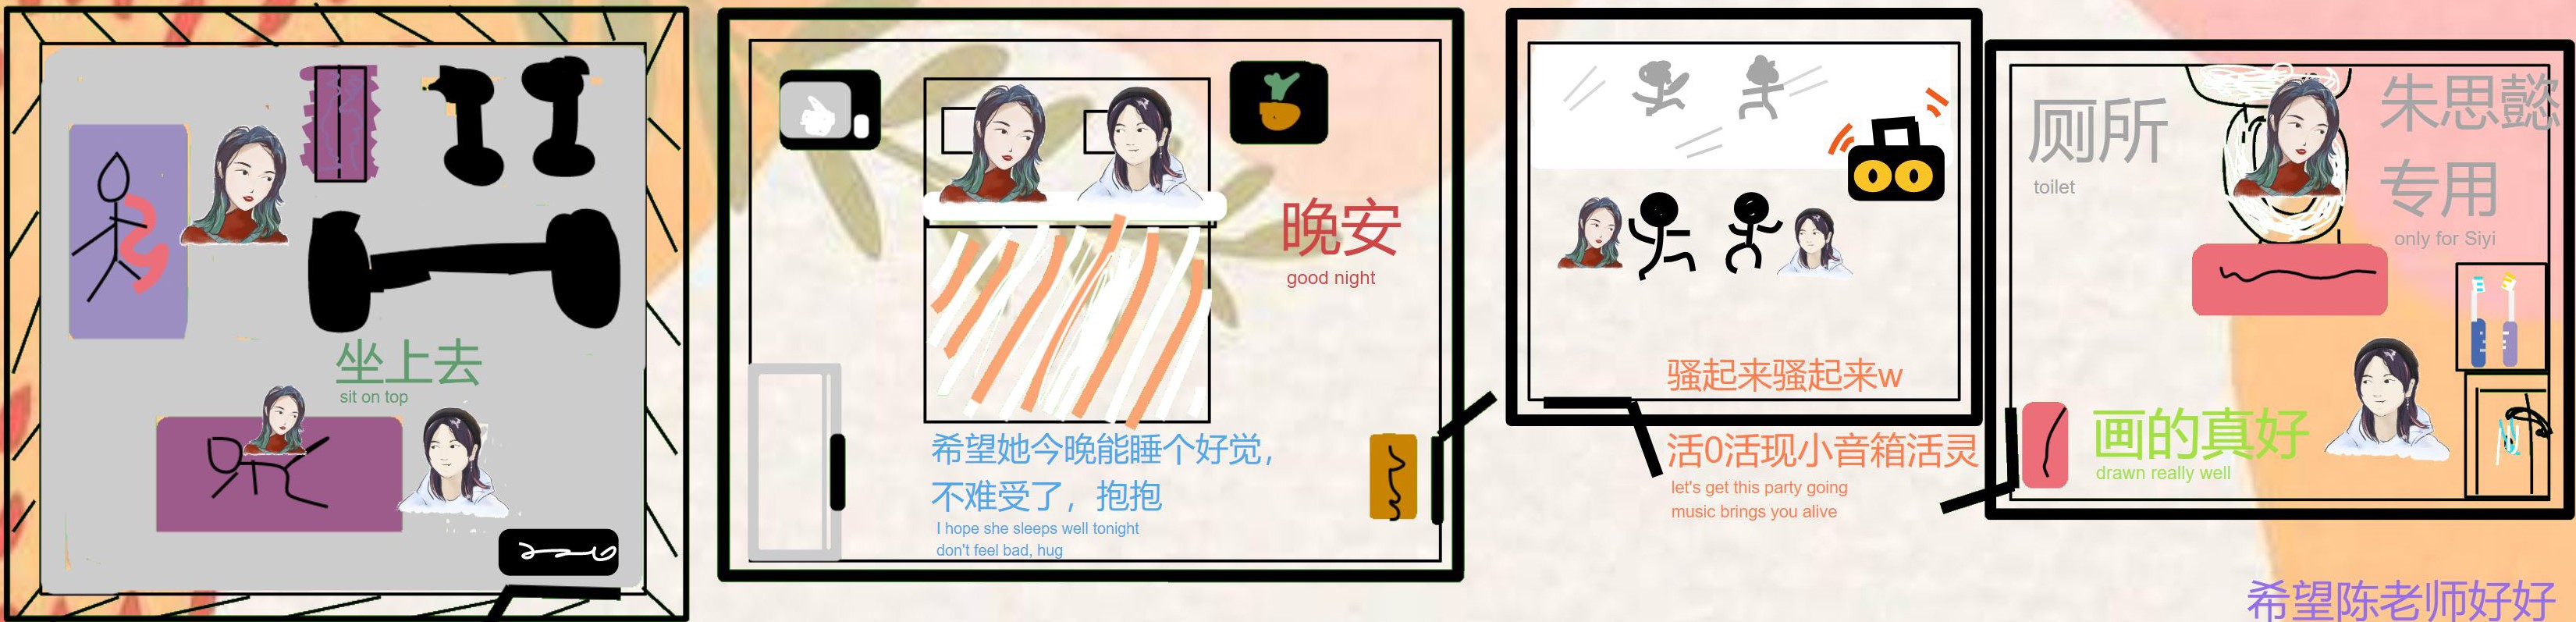 坐上去
sit on top
晚安
good night
希望她今晚能睡个好觉，
不难受了，抱抱
I hope she sleeps well tonight
don't feel bad, hug
骚起来骚起来w
活0活现小音箱活灵
let's get this party going
music brings you alive
厕所
toilet
朱思懿
专用
only for Siyi
画的真好
drawn really well
希望陈老师好好